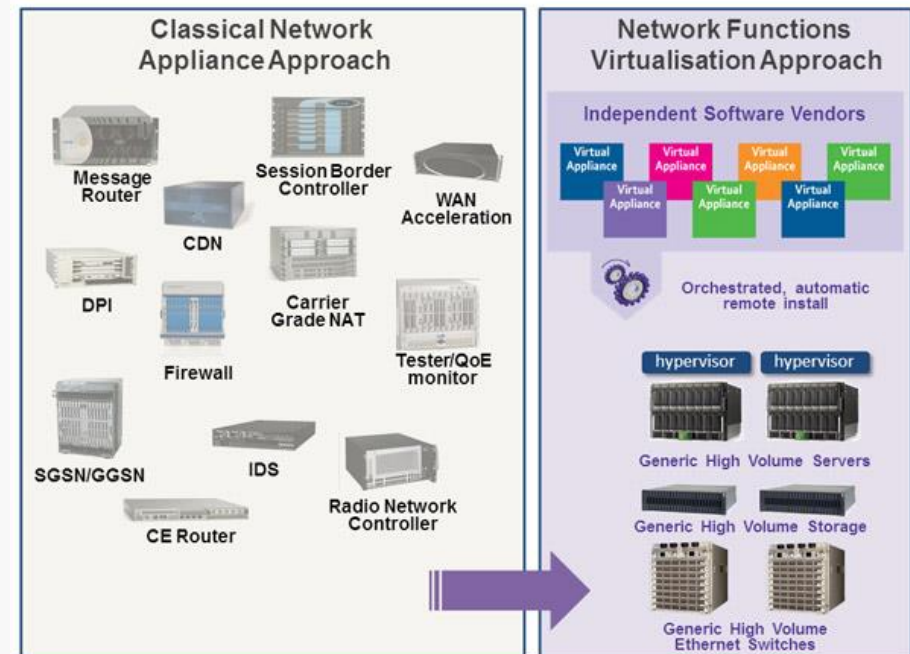 Classical Network
Appliance Approach
Message
Router
Session Border
Controller
WAN
Acceleration
CDN
DPI
Carrier
Grade NAT
Firewall
Tester/QoE
monitor
SGSN/GGSN
IDS
Radio Network
Controller
CE Router
Network Functions
Virtualisation Approach
Independent Software Vendors
Virtual
Appliance
Virtual
Appliance
Virtual
Appliance
Virtual
Appliance
Virtual
Appliance
Virtual
Appliance
Virtual
Appliance
Orchestrated, automatic
remote install
hypervisor
hypervisor
Generic High Volume Servers
Generic High Volume Storage
Generic High Volume
Ethernet Switches